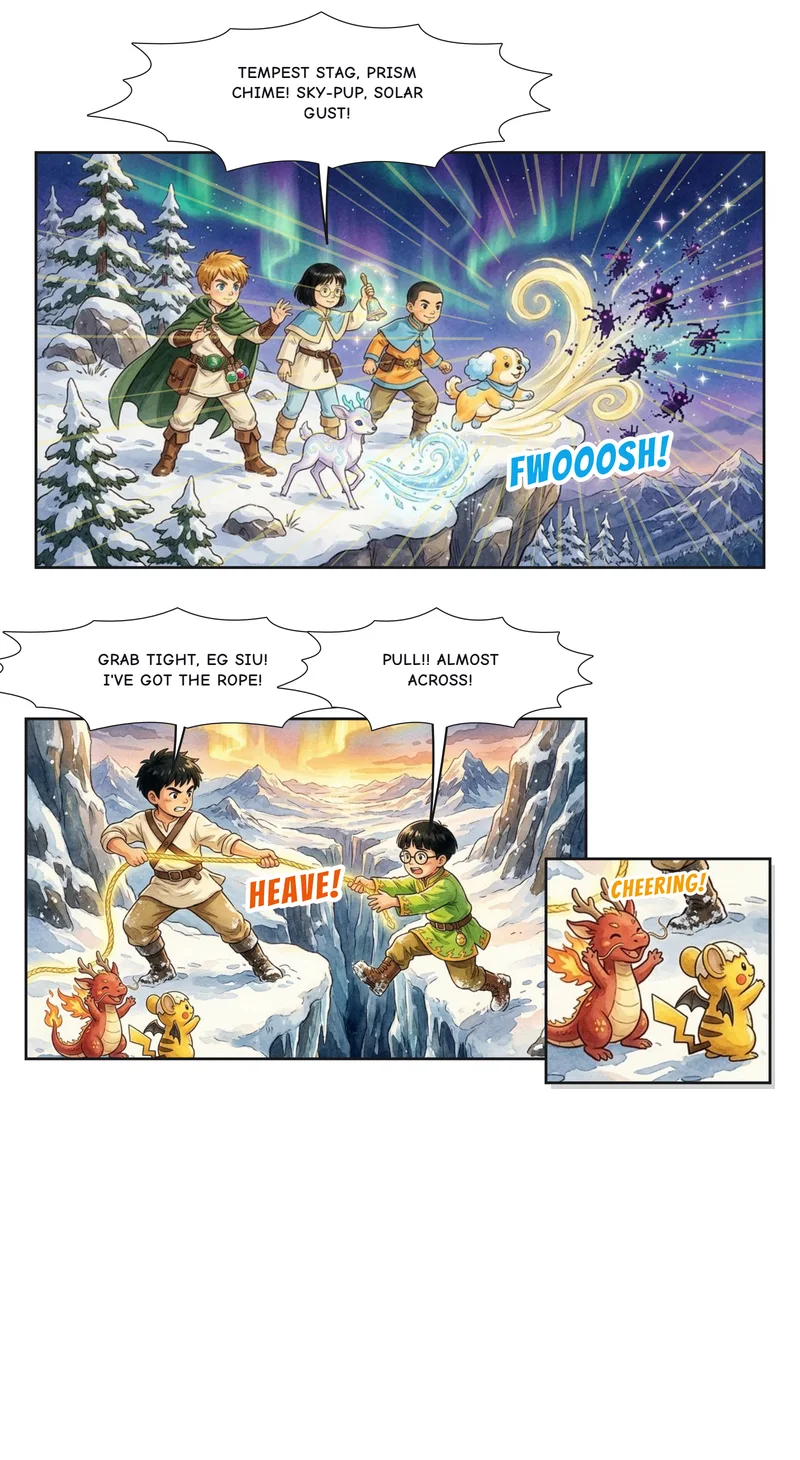 TEMPEST STAG, PRISM
CHIME! SKY-PUP, SOLAR
GUST!
FWOOOSH!
GRAB TIGHT, EG SIU!
I'VE GOT THE ROPE!
PULL!! ALMOST
ACROSS!
HEAVE!
CHEERING!